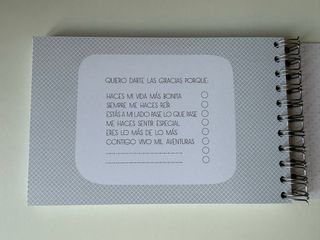 QUIERO DARTE LAS GRACIAS PORQUE:
HACES MI VIDA MÁS BONITA
SIEMPRE ME HACES REÍR
ESTÁS A MI LADO PASE LO QUE PASE
ME HACES SENTIR ESPECIAL
ERES LO MÁS DE LO MÁS
CONTIGO VIVO MIL AVENTURAS